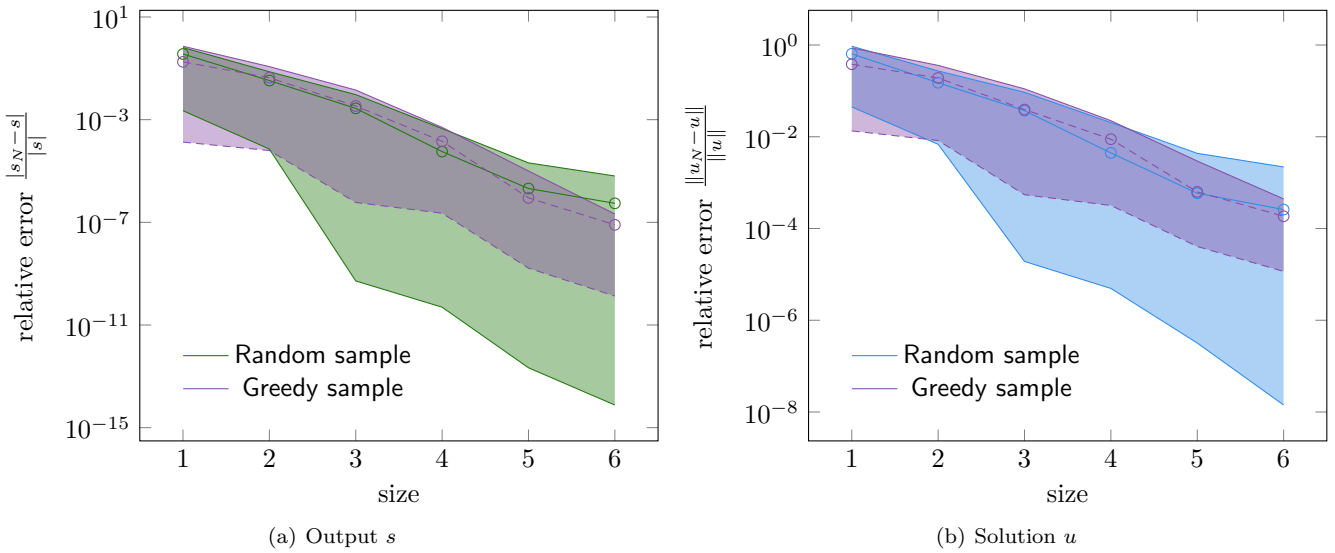 10^1
10^−3
10^−7
10^−11
10^−15
relative error |s_N−s| / |s|
Random sample
Greedy sample
1 2 3 4 5 6
size
(a) Output s
10^0
10^−2
10^−4
10^−6
10^−8
relative error ||u_N−u|| / ||u||
Random sample
Greedy sample
1 2 3 4 5 6
size
(b) Solution u